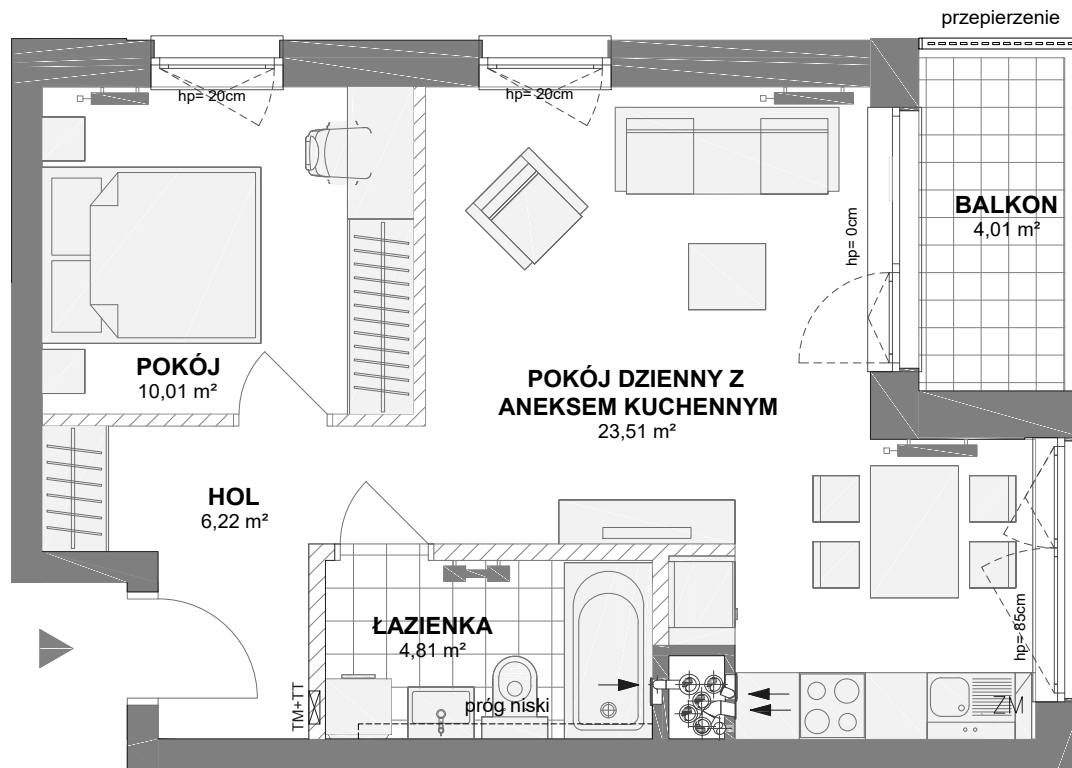 przepierzenie
hp= 20cm
hp= 20cm
BALKON
4,01 m²
hp= 0cm
POKÓJ
10,01 m²
POKÓJ DZIENNY Z
ANEKSEM KUCHENNYM
23,51 m²
HOL
6,22 m²
ŁAZIENKA
4,81 m²
hp= 85cm
TM+TT
próg niski
ZM